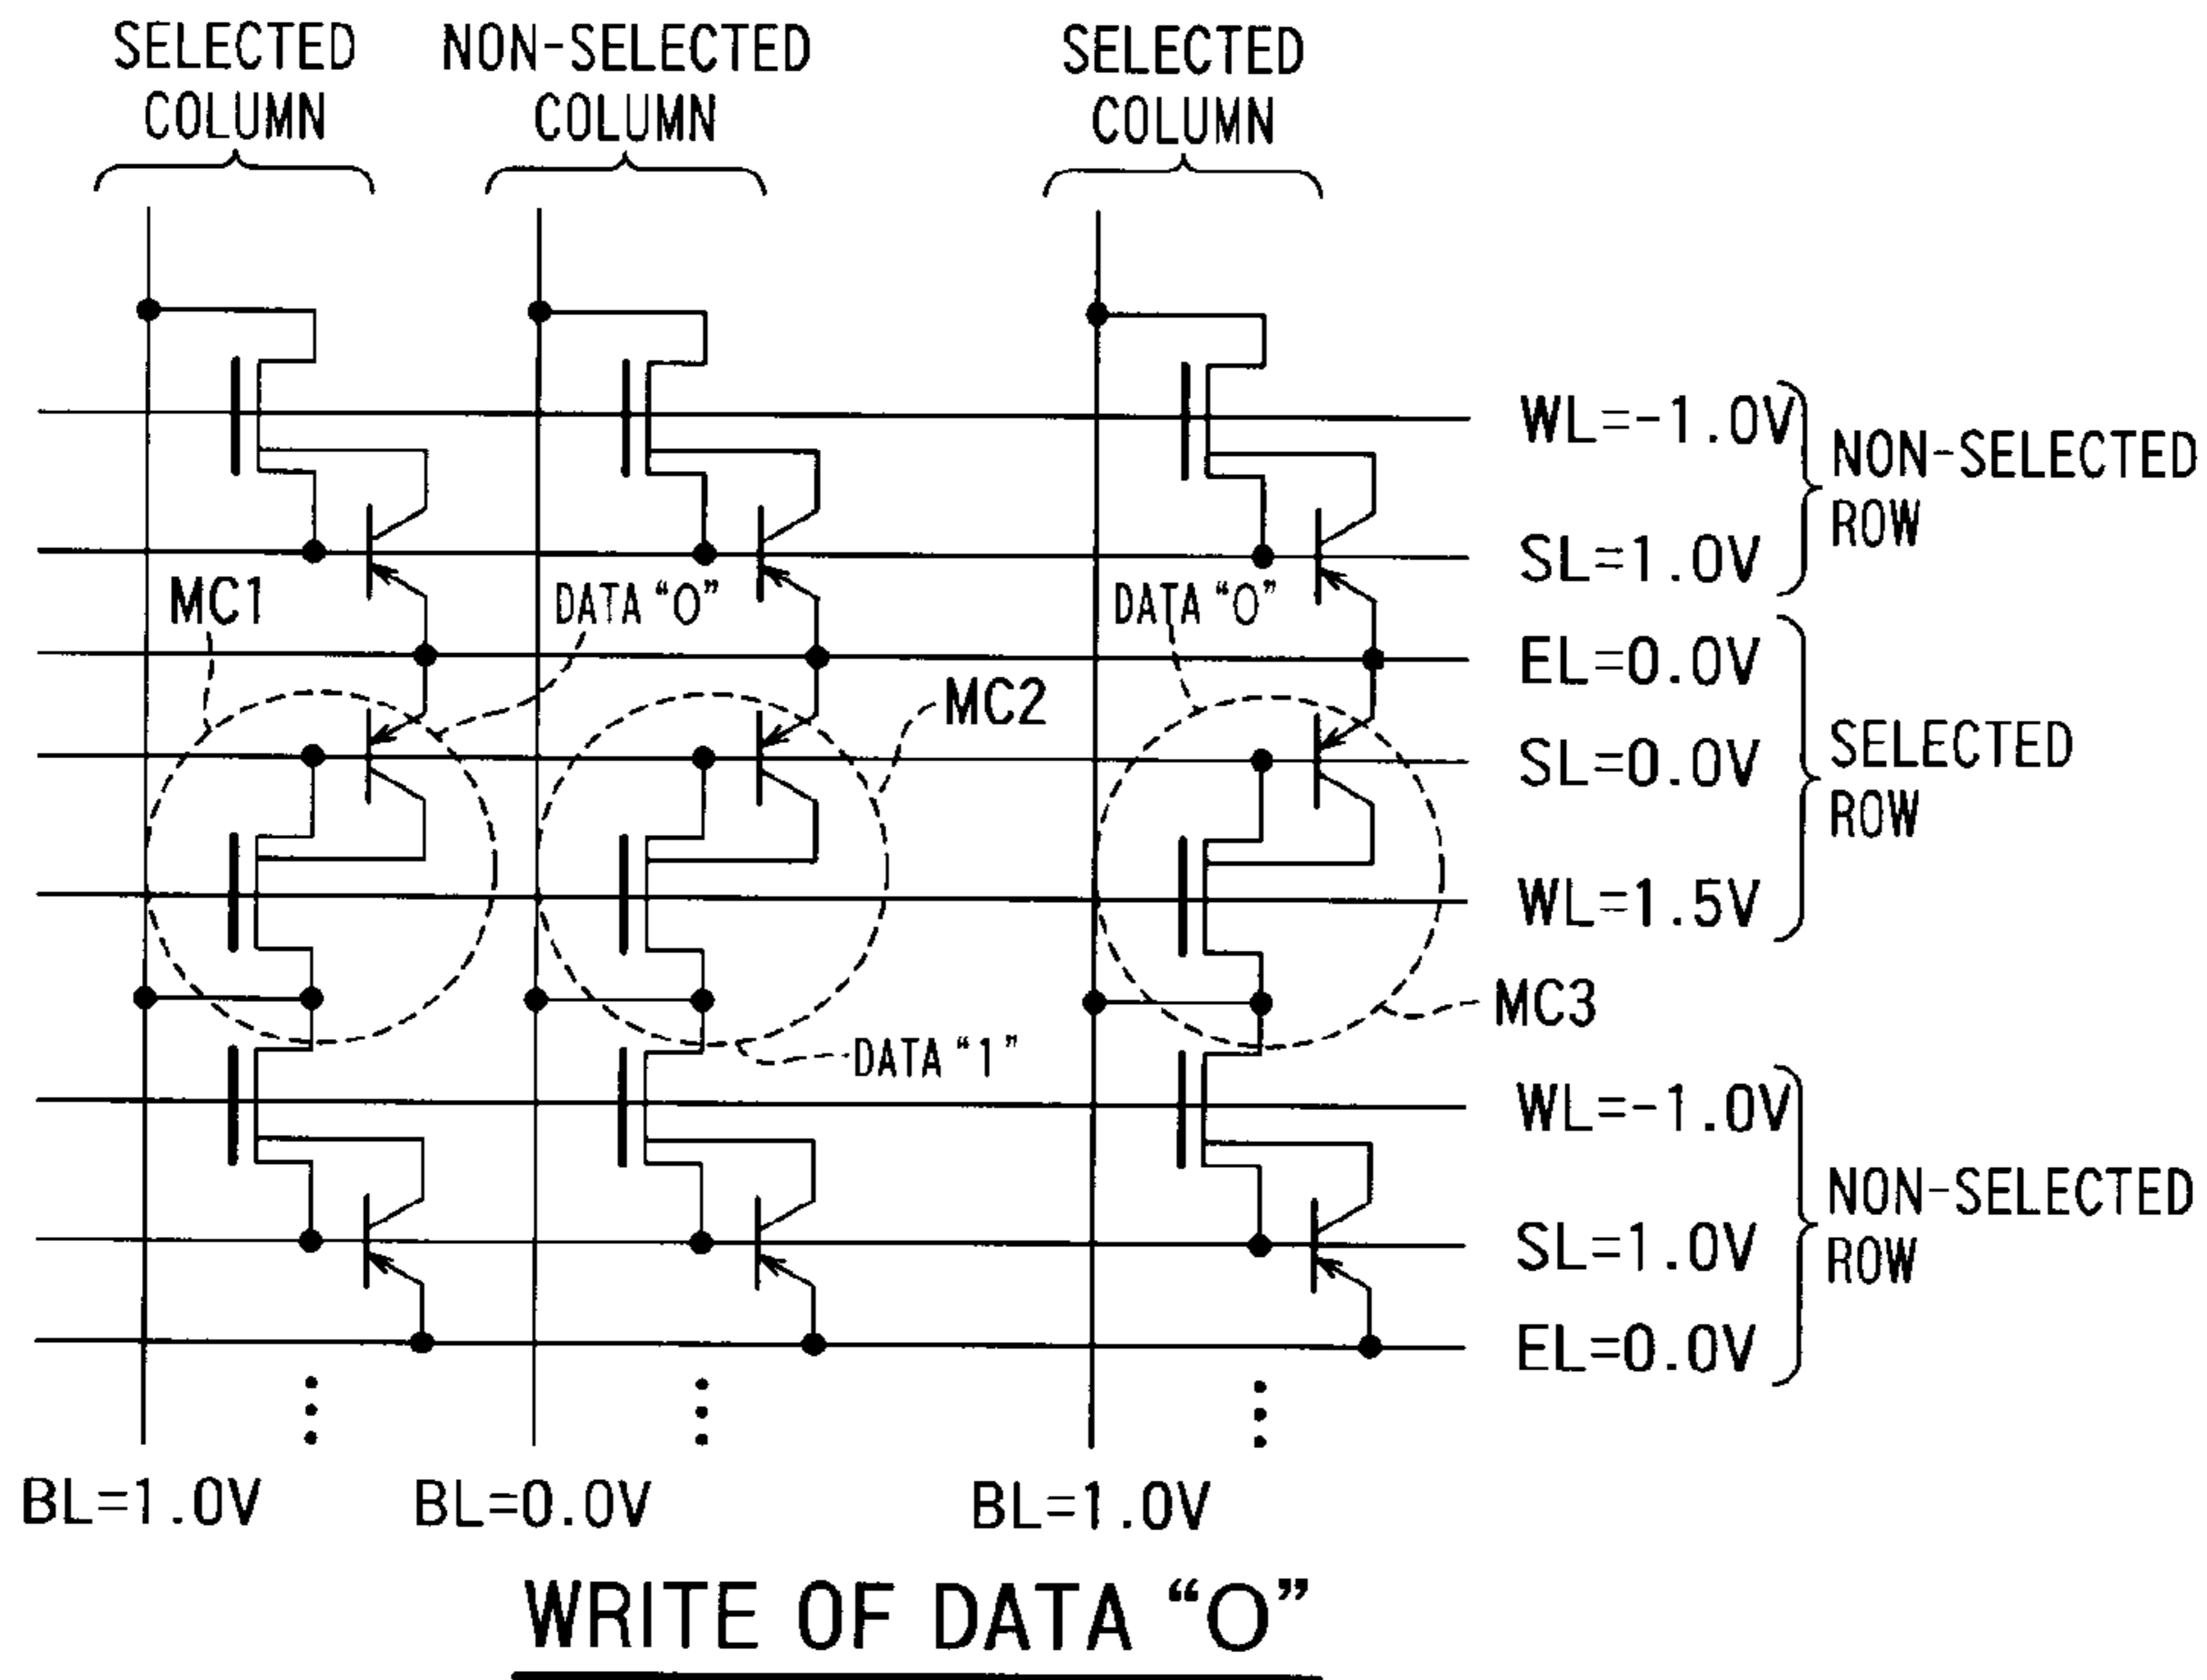 SELECTED
COLUMN
NON-SELECTED
COLUMN
SELECTED
COLUMN
WL=-1.0V
NON-SELECTED
ROW
SL=1.0V
MC1
DATA “0”
DATA “0”
EL=0.0V
MC2
SL=0.0V
SELECTED
ROW
WL=1.5V
MC3
DATA “1”
WL=-1.0V
NON-SELECTED
ROW
SL=1.0V
EL=0.0V
BL=1.0V
BL=0.0V
BL=1.0V
WRITE OF DATA “0”